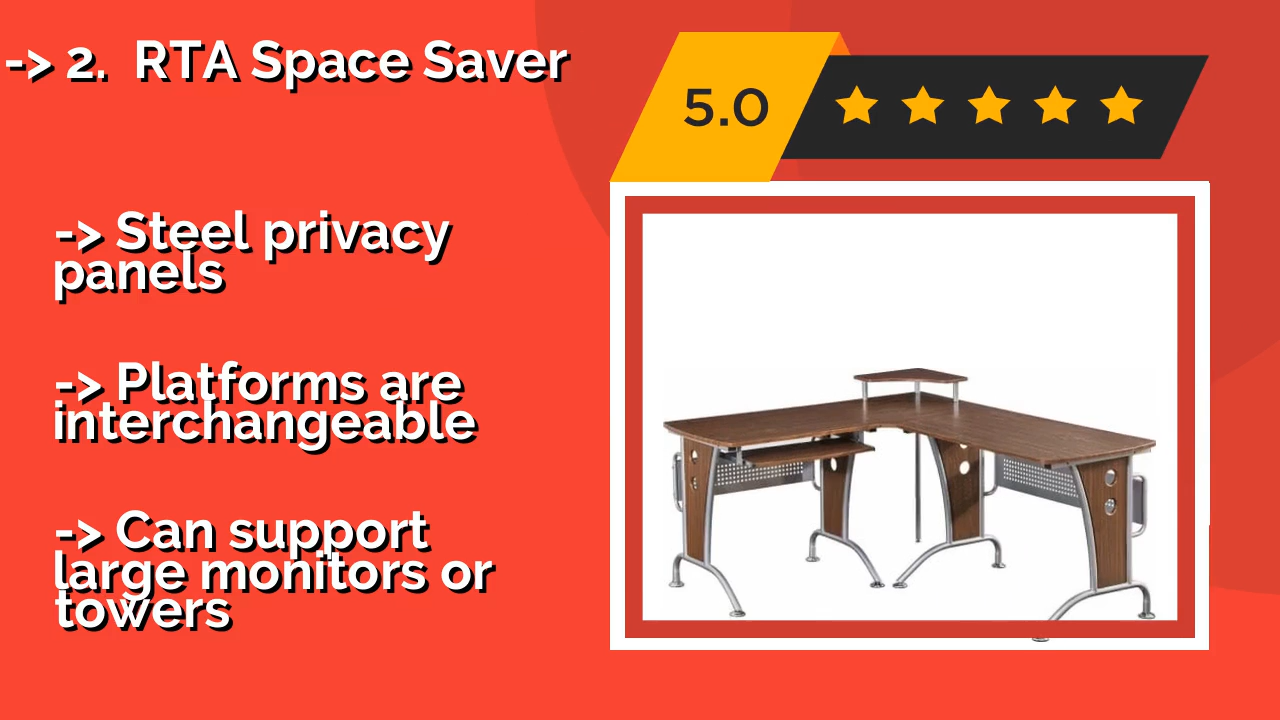 -> 2.  RTA Space Saver
5.0
-> Steel privacy
panels
-> Platforms are
interchangeable
-> Can support
large monitors or
towers